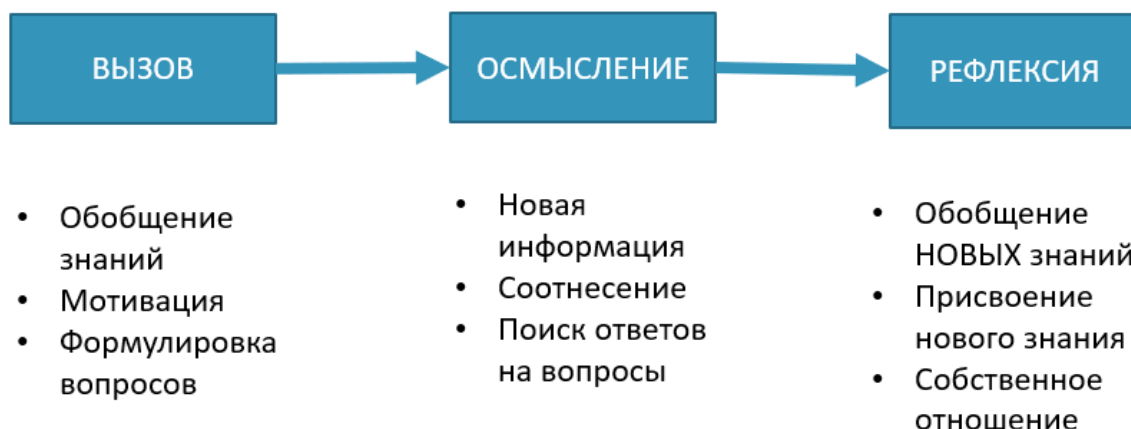 ВЫЗОВ
ОСМЫСЛЕНИЕ
РЕФЛЕКСИЯ
• Обобщение
знаний
• Мотивация
• Формулировка
вопросов
• Новая
информация
• Соотнесение
• Поиск ответов
на вопросы
• Обобщение
НОВЫХ знаний
• Присвоение
нового знания
• Собственное
отношение